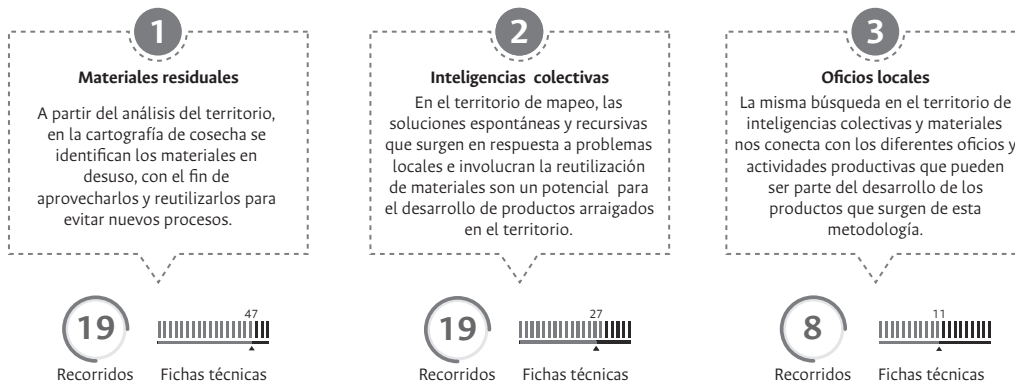 1
Materiales residuales
A partir del análisis del territorio,
en la cartografía de cosecha se
identifican los materiales en
desuso, con el fin de
aprovecharlos y reutilizarlos para
evitar nuevos procesos.
19
Recorridos
47
Fichas técnicas
2
Inteligencias colectivas
En el territorio de mapeo, las
soluciones espontáneas y recursivas
que surgen en respuesta a problemas
locales e involucran la reutilización
de materiales son un potencial para
el desarrollo de productos arraigados
en el territorio.
19
Recorridos
27
Fichas técnicas
3
Oficios locales
La misma búsqueda en el territorio de
inteligencias colectivas y materiales
nos conecta con los diferentes oficios y
actividades productivas que pueden
ser parte del desarrollo de los
productos que surgen de esta
metodología.
8
Recorridos
11
Fichas técnicas